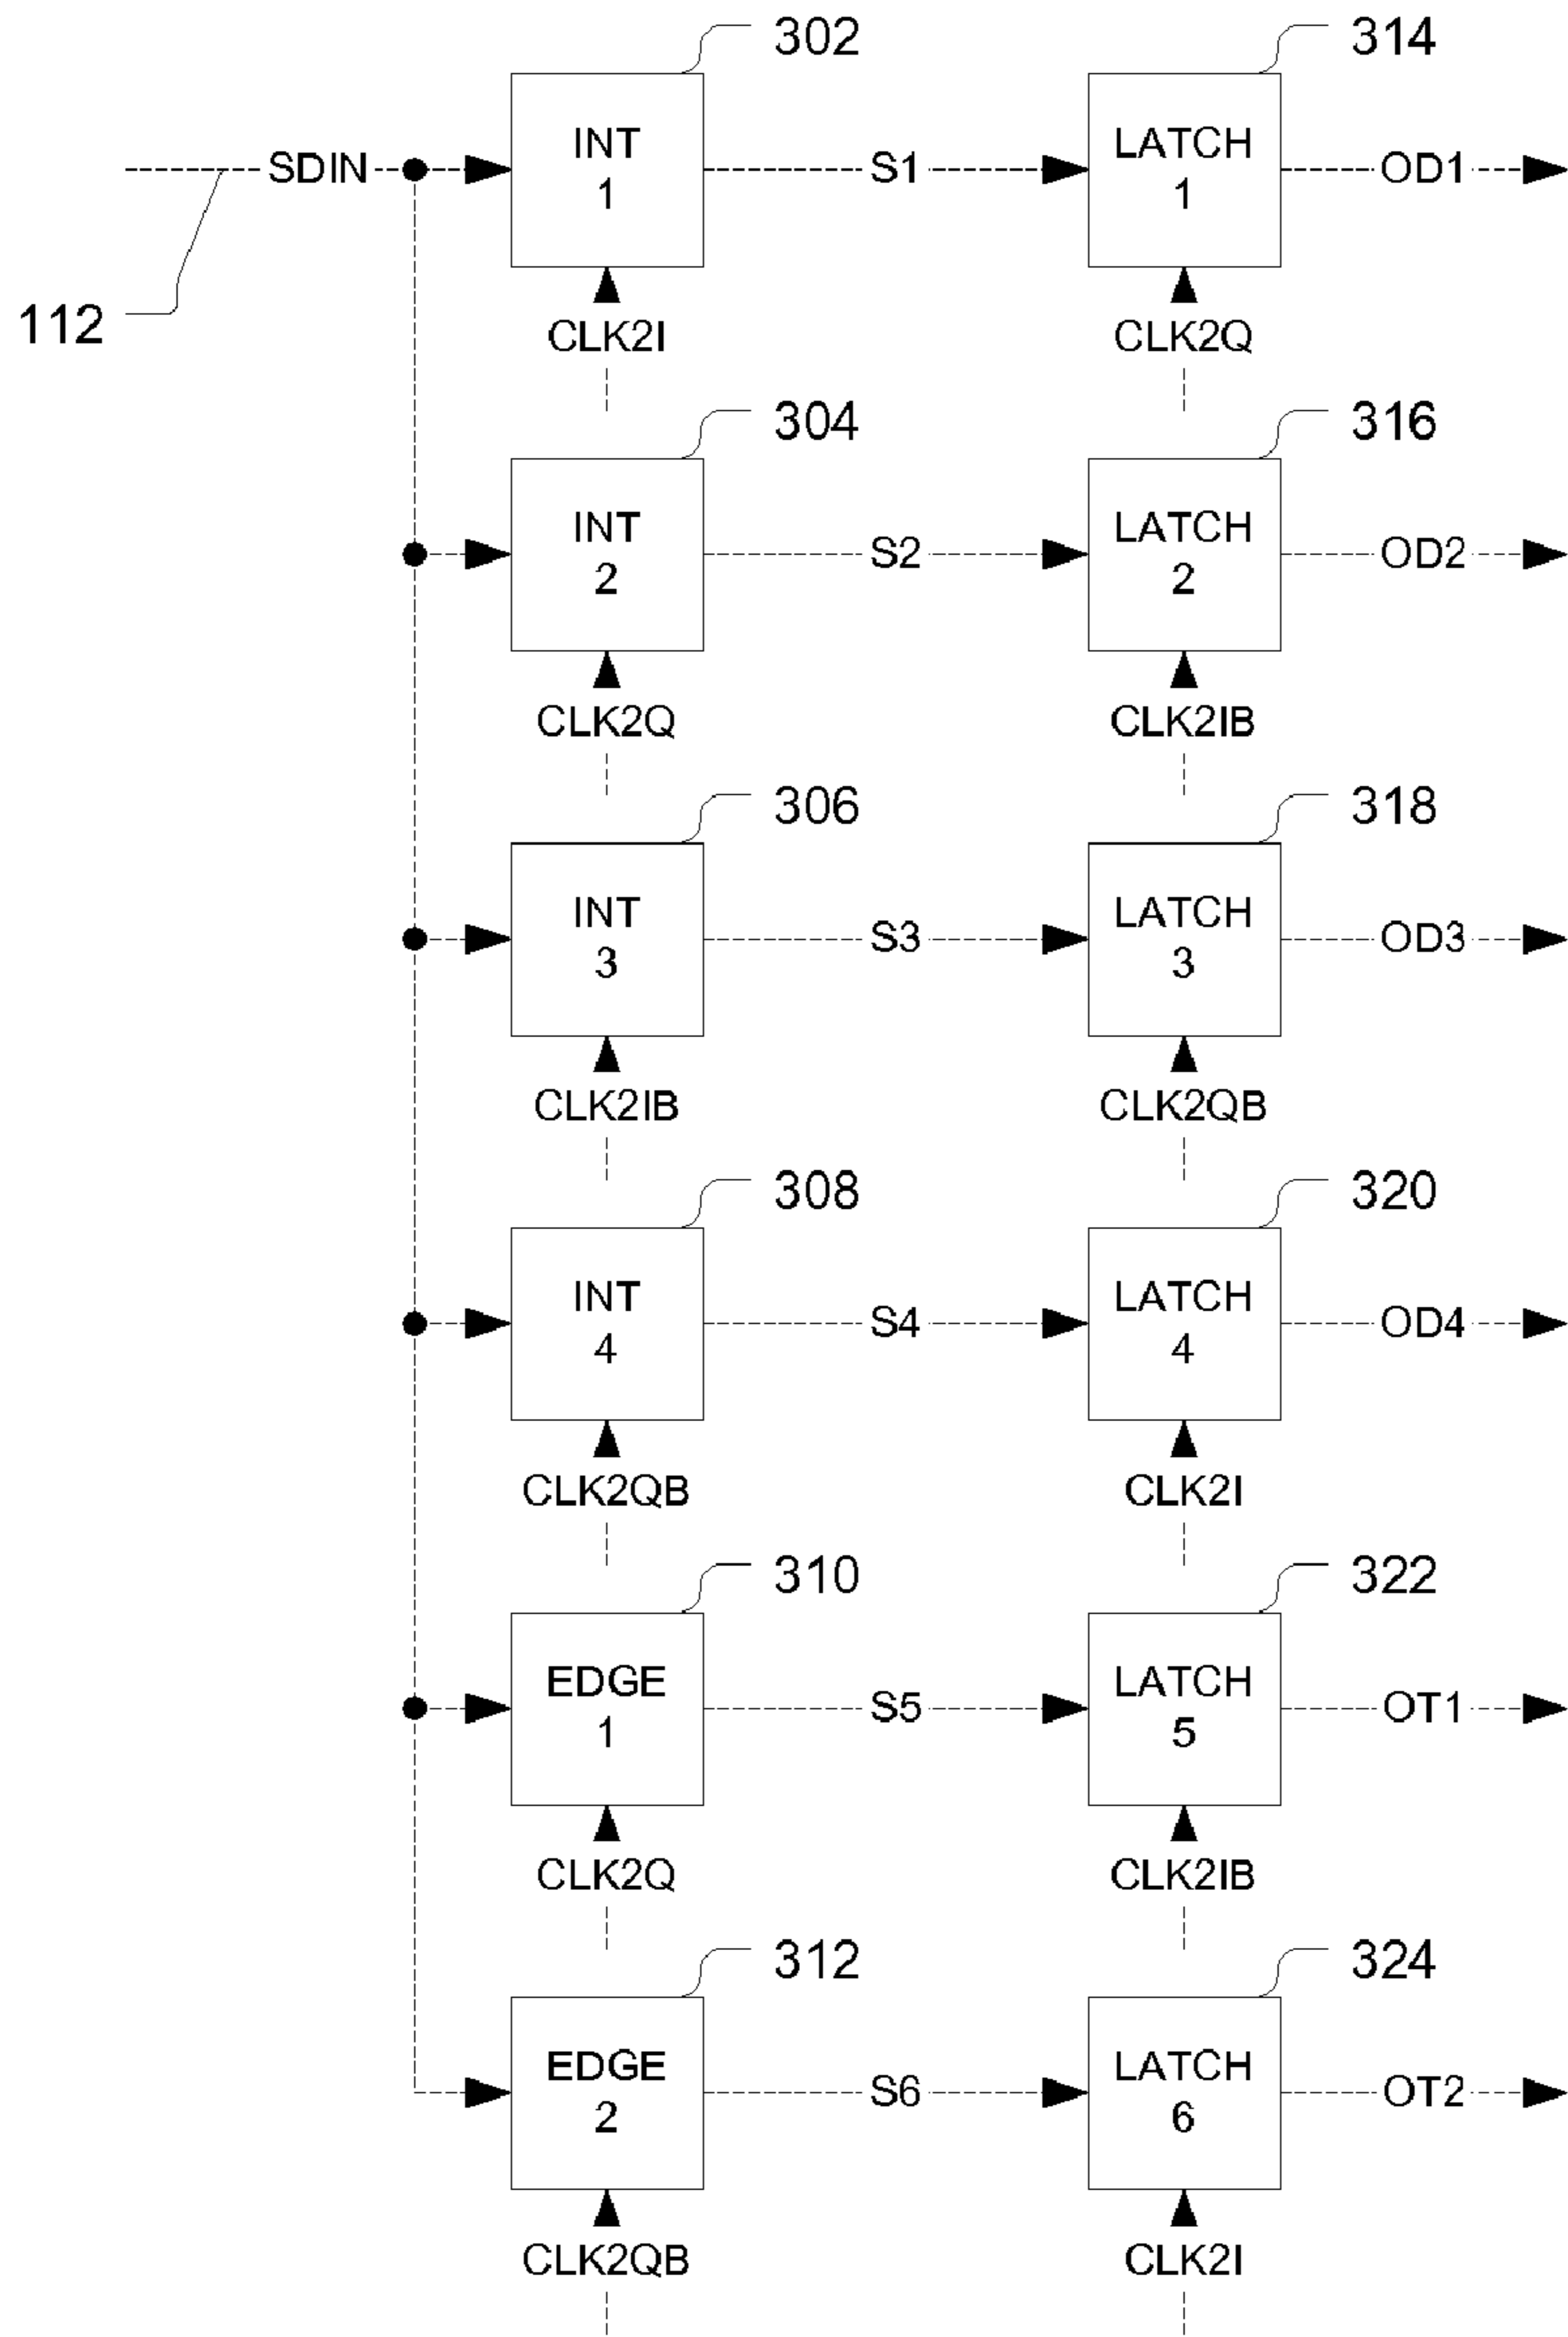 302
314
SDIN
INT
1
S1
LATCH
1
OD1
112
CLK2I
CLK2Q
304
316
INT
2
S2
LATCH
2
OD2
CLK2Q
CLK2IB
306
318
INT
3
S3
LATCH
3
OD3
CLK2IB
CLK2QB
308
320
INT
4
S4
LATCH
4
OD4
CLK2QB
CLK2I
310
322
EDGE
1
S5
LATCH
5
OT1
CLK2Q
CLK2IB
312
324
EDGE
2
S6
LATCH
6
OT2
CLK2QB
CLK2I